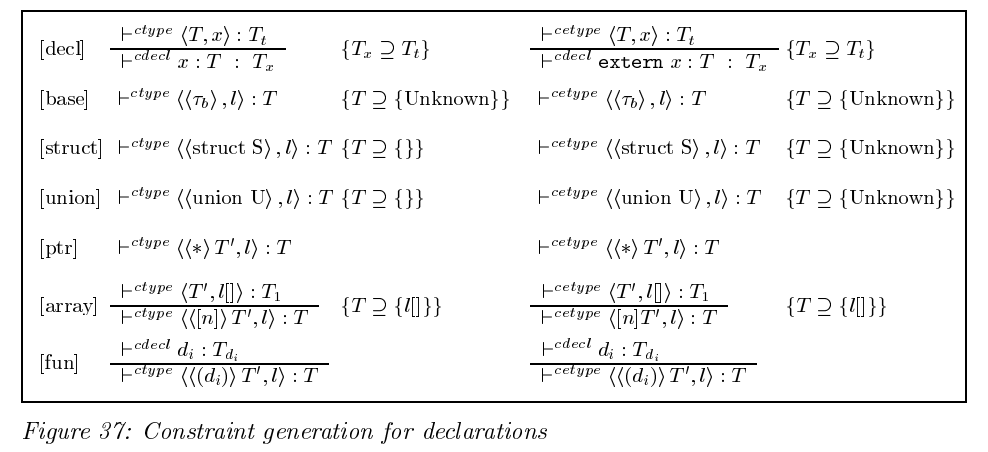 [decl] ⊢^ctype ⟨T, x⟩ : T_t {T_x ⊇ T_t} ⊢^cetype ⟨T, x⟩ : T_t {T_x ⊇ T_t}
⊢^cdecl x : T : T_x ⊢^cdecl extern x : T : T_x
[base] ⊢^ctype ⟨⟨τ_b⟩, l⟩ : T {T ⊇ {Unknown}} ⊢^cetype ⟨⟨τ_b⟩, l⟩ : T {T ⊇ {Unknown}}
[struct] ⊢^ctype ⟨⟨struct S⟩, l⟩ : T {T ⊇ {}} ⊢^cetype ⟨⟨struct S⟩, l⟩ : T {T ⊇ {Unknown}}
[union] ⊢^ctype ⟨⟨union U⟩, l⟩ : T {T ⊇ {}} ⊢^cetype ⟨⟨union U⟩, l⟩ : T {T ⊇ {Unknown}}
[ptr] ⊢^ctype ⟨⟨∗⟩ T′, l⟩ : T ⊢^cetype ⟨⟨∗⟩ T′, l⟩ : T
[array] ⊢^ctype ⟨T′, l[]⟩ : T_1 {T ⊇ {l[]}} ⊢^cetype ⟨T′, l[]⟩ : T_1 {T ⊇ {l[]}}
⊢^ctype ⟨⟨[n]⟩ T′, l⟩ : T ⊢^cetype ⟨[n]T′, l⟩ : T
[fun] ⊢^cdecl d_i : T_{d_i} ⊢^cdecl d_i : T_{d_i}
⊢^ctype ⟨⟨(d_i)⟩ T′, l⟩ : T ⊢^cetype ⟨⟨(d_i)⟩ T′, l⟩ : T
Figure 37: Constraint generation for declarations